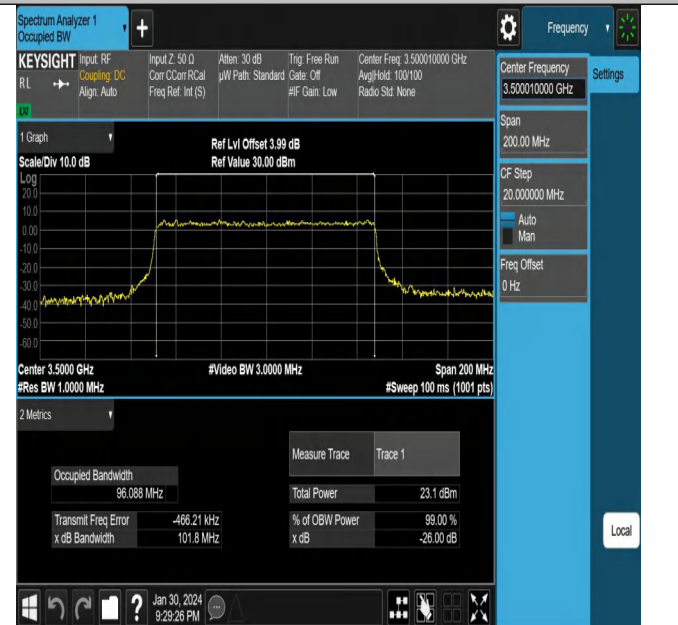 Spectrum Analyzer 1
Occupied BW
+
Frequency
KEYSIGHT
RL
Input: RF
Coupling: DC
Align: Auto
Input Z: 50 Ω
Corr CCorr RCal
Freq Ref: Int (S)
Atten: 30 dB
µW Path: Standard
Trig: Free Run
Gate: Off
#IF Gain: Low
Center Freq: 3.500010000 GHz
Avg|Hold: 100/100
Radio Std: None
Center Frequency
3.500010000 GHz
Settings
Span
200.00 MHz
CF Step
20.000000 MHz
Auto
Man
Freq Offset
0 Hz
1 Graph
Scale/Div 10.0 dB
Ref Lvl Offset 3.99 dB
Ref Value 30.00 dBm
Log
20.0
10.0
0.00
-10.0
-20.0
-30.0
-40.0
-50.0
-60.0
Center 3.5000 GHz
#Video BW 3.0000 MHz
Span 200 MHz
#Res BW 1.0000 MHz
#Sweep 100 ms (1001 pts)
2 Metrics
Measure Trace
Trace 1
Occupied Bandwidth
96.088 MHz
Total Power
23.1 dBm
Transmit Freq Error
-466.21 kHz
% of OBW Power
99.00 %
x dB Bandwidth
101.8 MHz
x dB
-26.00 dB
Local
?
Jan 30, 2024
9:29:26 PM